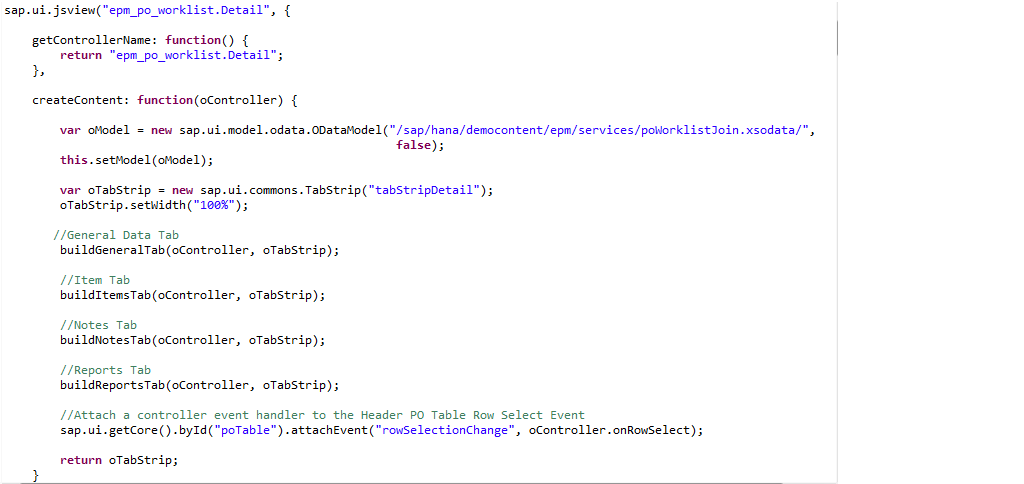 sap.ui.jsview("epm_po_worklist.Detail", {
getControllerName: function() {
return "epm_po_worklist.Detail";
},
createContent: function(oController) {
var oModel = new sap.ui.model.odata.ODataModel("/sap/hana/democontent/epm/services/poWorklistJoin.xsodata/",
false);
this.setModel(oModel);
var oTabStrip = new sap.ui.commons.TabStrip("tabStripDetail");
oTabStrip.setWidth("100%");
//General Data Tab
buildGeneralTab(oController, oTabStrip);
//Item Tab
buildItemsTab(oController, oTabStrip);
//Notes Tab
buildNotesTab(oController, oTabStrip);
//Reports Tab
buildReportsTab(oController, oTabStrip);
//Attach a controller event handler to the Header PO Table Row Select Event
sap.ui.getCore().byId("poTable").attachEvent("rowSelectionChange", oController.onRowSelect);
return oTabStrip;
}